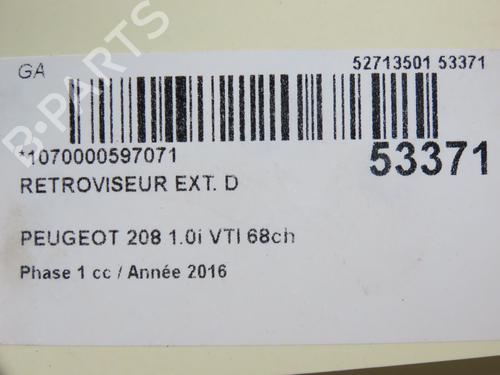 GA
52713501 53371
*1070000597071
53371
RETROVISEUR EXT. D
PEUGEOT 208 1.0i VTI 68ch
Phase 1 cc / Année 2016
B-PARTS